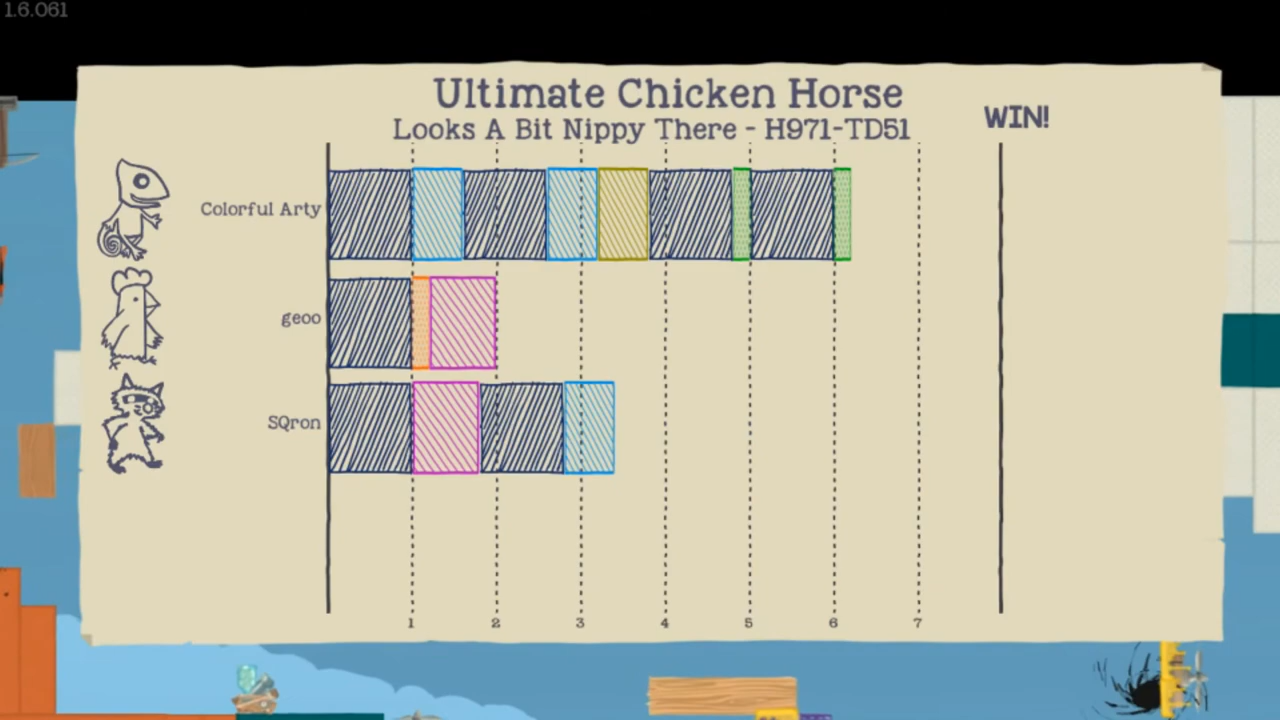 1.6.061
Ultimate Chicken Horse
Looks A Bit Nippy There - H971-TD51
WIN!
Colorful Arty
geoo
SQron
1 2 3 4 5 6 7